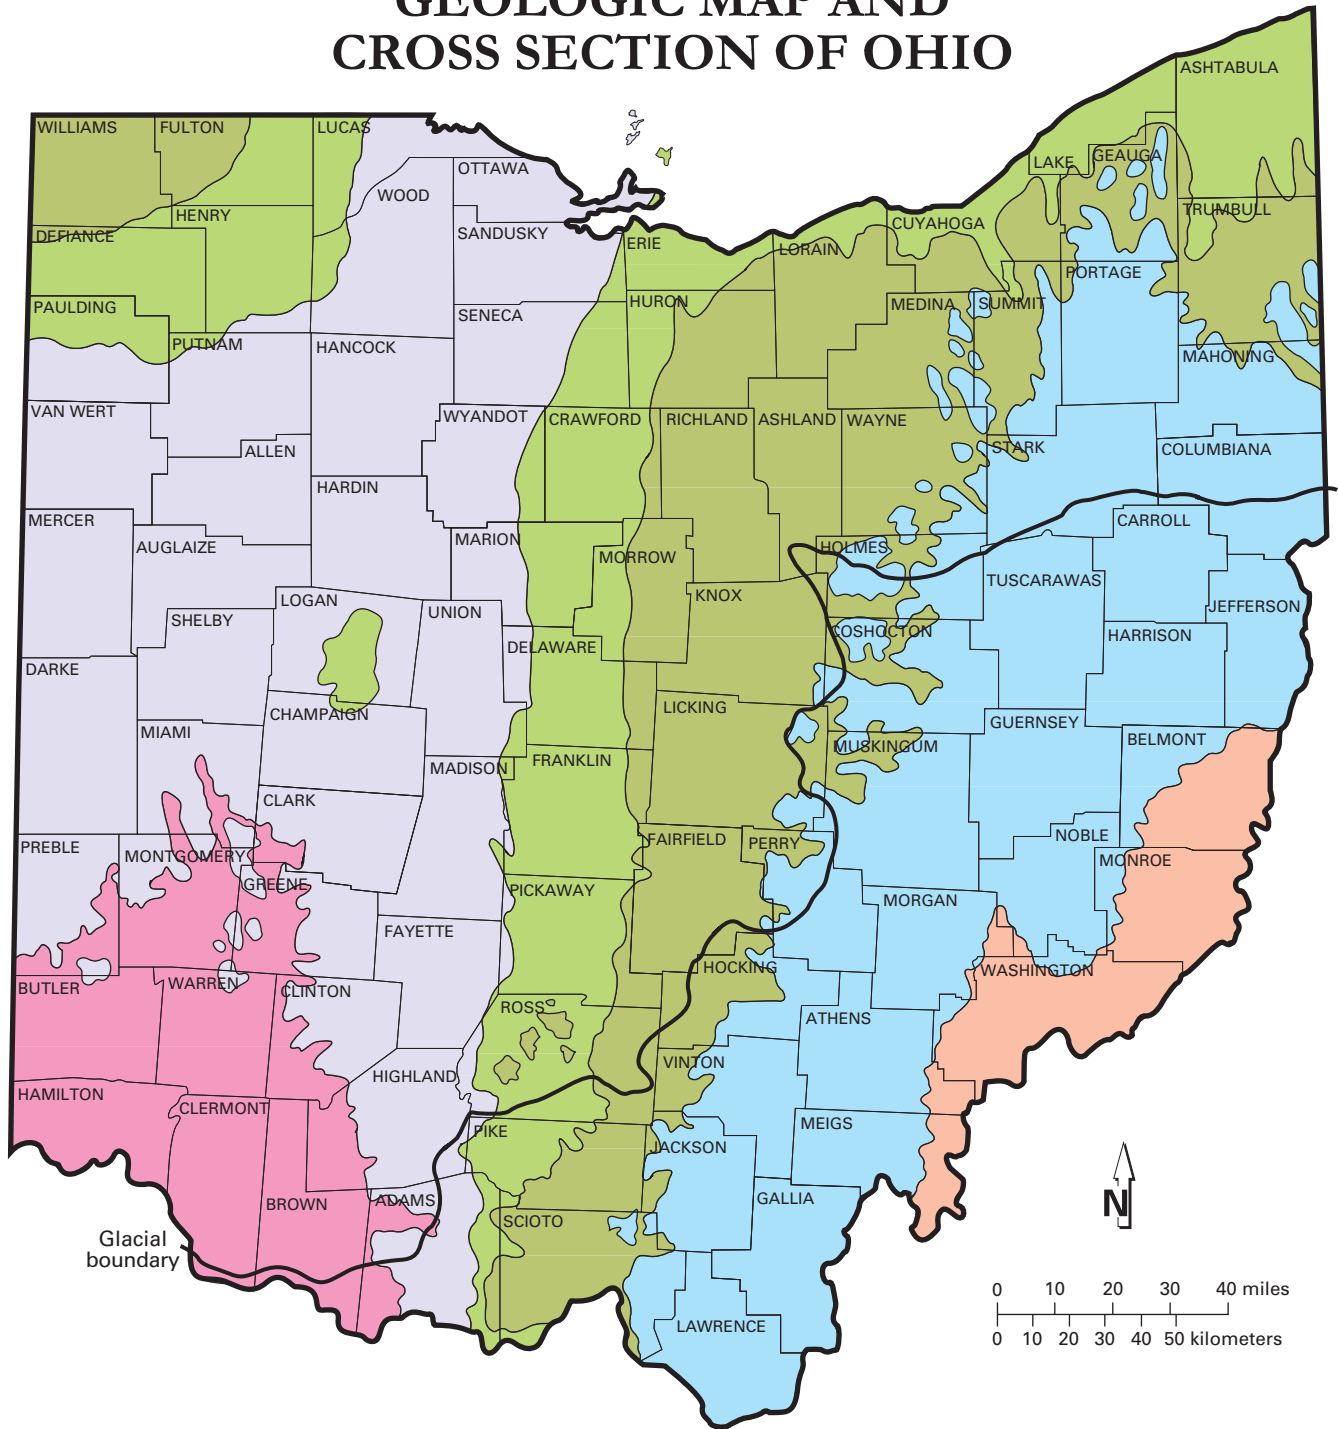 GEOLOGIC MAP AND
CROSS SECTION OF OHIO
ASHTABULA
WILLIAMS
FULTON
LUCAS
LAKE
GEAUGA
OTTAWA
WOOD
HENRY
TRUMBULL
CUYAHOGA
DEFIANCE
SANDUSKY
ERIE
LORAIN
PORTAGE
PAULDING
HURON
MEDINA
SUMMIT
SENECA
PUTNAM
HANCOCK
MAHONING
VAN WERT
WYANDOT
CRAWFORD
RICHLAND
ASHLAND
WAYNE
ALLEN
STARK
COLUMBIANA
HARDIN
MERCER
CARROLL
AUGLAIZE
MARION
MORROW
HOLMES
TUSCARAWAS
LOGAN
UNION
KNOX
JEFFERSON
SHELBY
COSHOCTON
HARRISON
DELAWARE
DARKE
LICKING
CHAMPAIGN
GUERNSEY
MIAMI
MUSKINGUM
BELMONT
MADISON
FRANKLIN
CLARK
NOBLE
PREBLE
MONTGOMERY
FAIRFIELD
PERRY
MONROE
GREENE
PICKAWAY
MORGAN
FAYETTE
HOCKING
WASHINGTON
BUTLER
WARREN
CLINTON
ROSS
ATHENS
VINTON
HIGHLAND
HAMILTON
CLERMONT
MEIGS
PIKE
JACKSON
BROWN
ADAMS
GALLIA
N
SCIOTO
Glacial
boundary
0 10 20 30 40 miles
LAWRENCE
0 10 20 30 40 50 kilometers